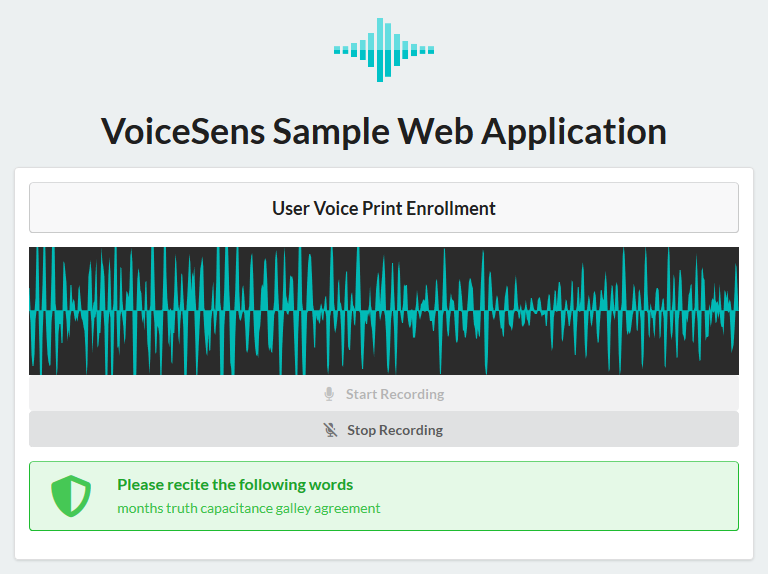 VoiceSens Sample Web Application
User Voice Print Enrollment
Start Recording
Stop Recording
Please recite the following words
months truth capacitance galley agreement